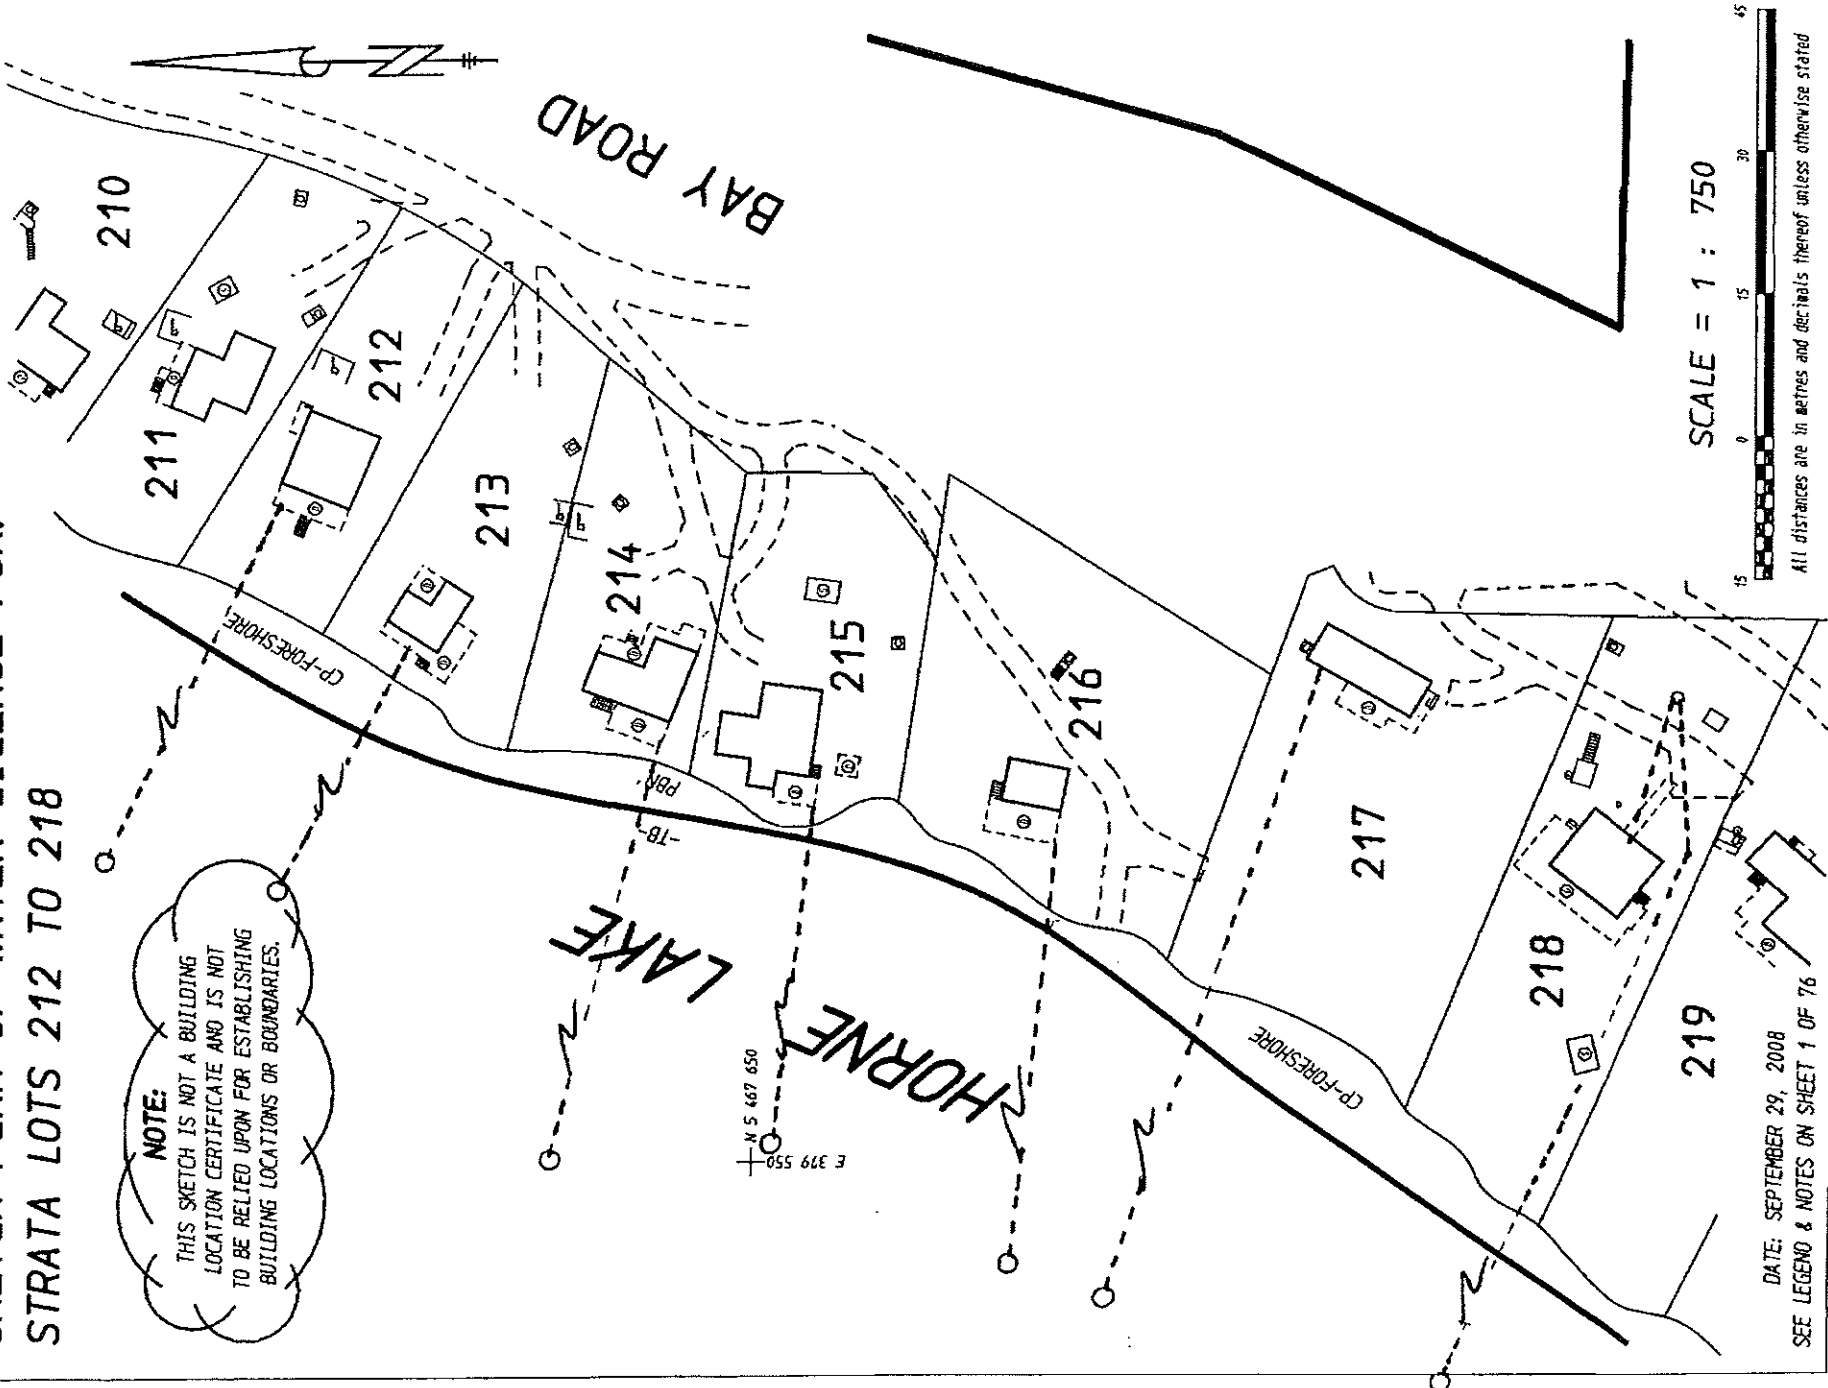 STRATA LOTS 212 TO 218
NOTE:
THIS SKETCH IS NOT A BUILDING
LOCATION CERTIFICATE AND IS NOT
TO BE RELIED UPON FOR ESTABLISHING
BUILDING LOCATIONS OR BOUNDARIES.
210
211
212
213
214
215
216
217
218
219
BAY ROAD
CP-FORESHORE
PBR
-TB-
HORNE LAKE
N 5 467 650
E 379 550
CP-FORESHORE
SCALE = 1 : 750
15 0 15 30 45
All distances are in metres and decimals thereof unless otherwise stated
DATE: SEPTEMBER 29, 2008
SEE LEGEND & NOTES ON SHEET 1 OF 76